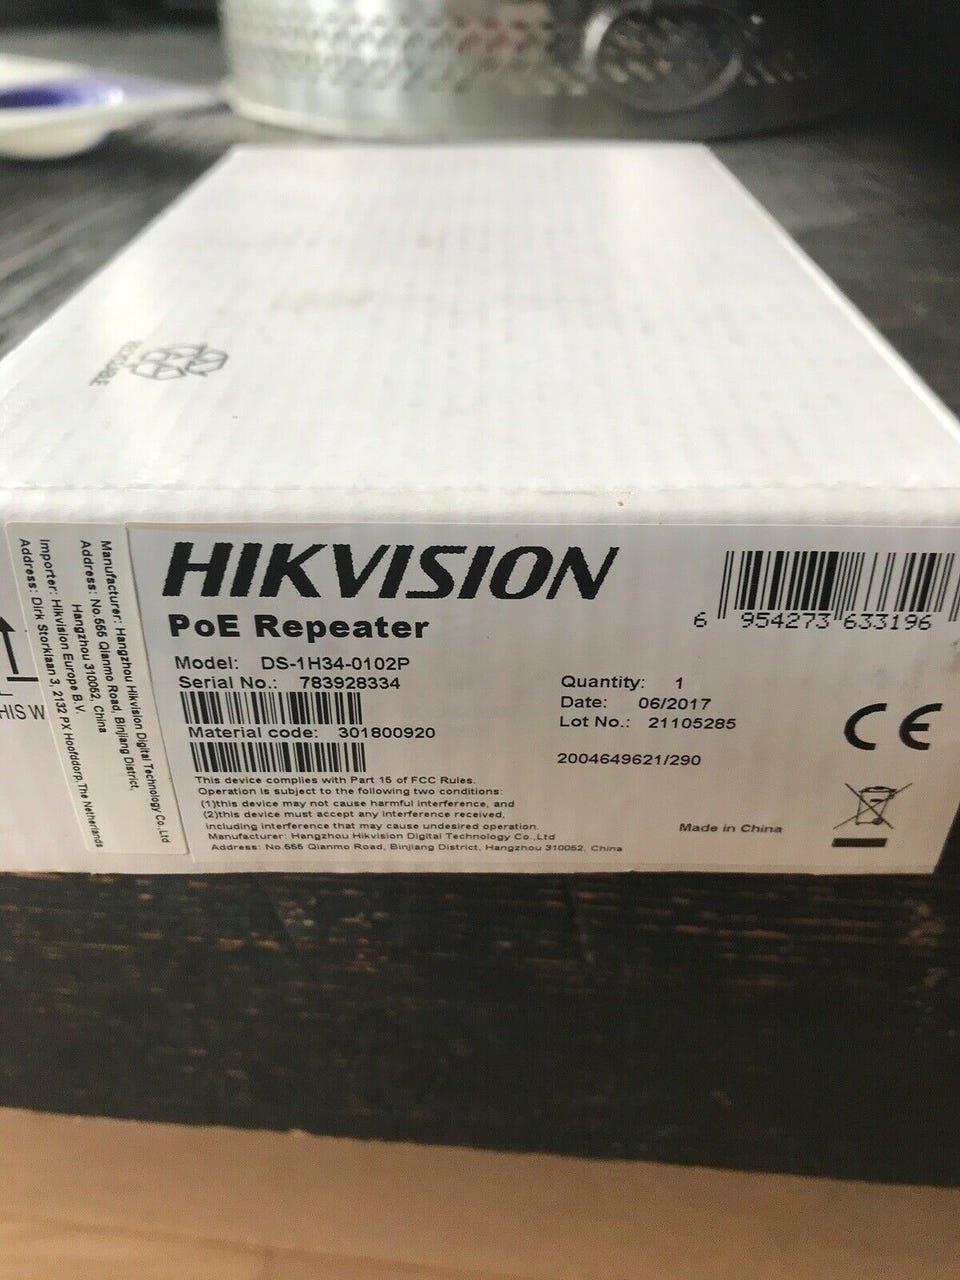 RECYCLABLE
HIKVISION
PoE Repeater
Model: DS-1H34-0102P
Serial No.: 783928334
Material code: 301800920
This device complies with Part 15 of FCC Rules.
Operation is subject to the following two conditions:
(1)this device may not cause harmful interference, and
(2)this device must accept any interference received,
including interference that may cause undesired operation.
Manufacturer: Hangzhou Hikvision Digital Technology Co.,Ltd
Address: No.555 Qianmo Road, Binjiang District, Hangzhou 310052, China
6 954273 633196
Quantity: 1
Date: 06/2017
Lot No.: 21105285
2004649621/290
CE
Made in China
Manufacturer: Hangzhou Hikvision Digital Technology Co.,Ltd
Address: No.555 Qianmo Road, Binjiang District,
Hangzhou 310052, China
Importer: Hikvision Europe B.V.
Address: Dirk Storklaan 3, 2132 PX Hoofddorp, The Netherlands